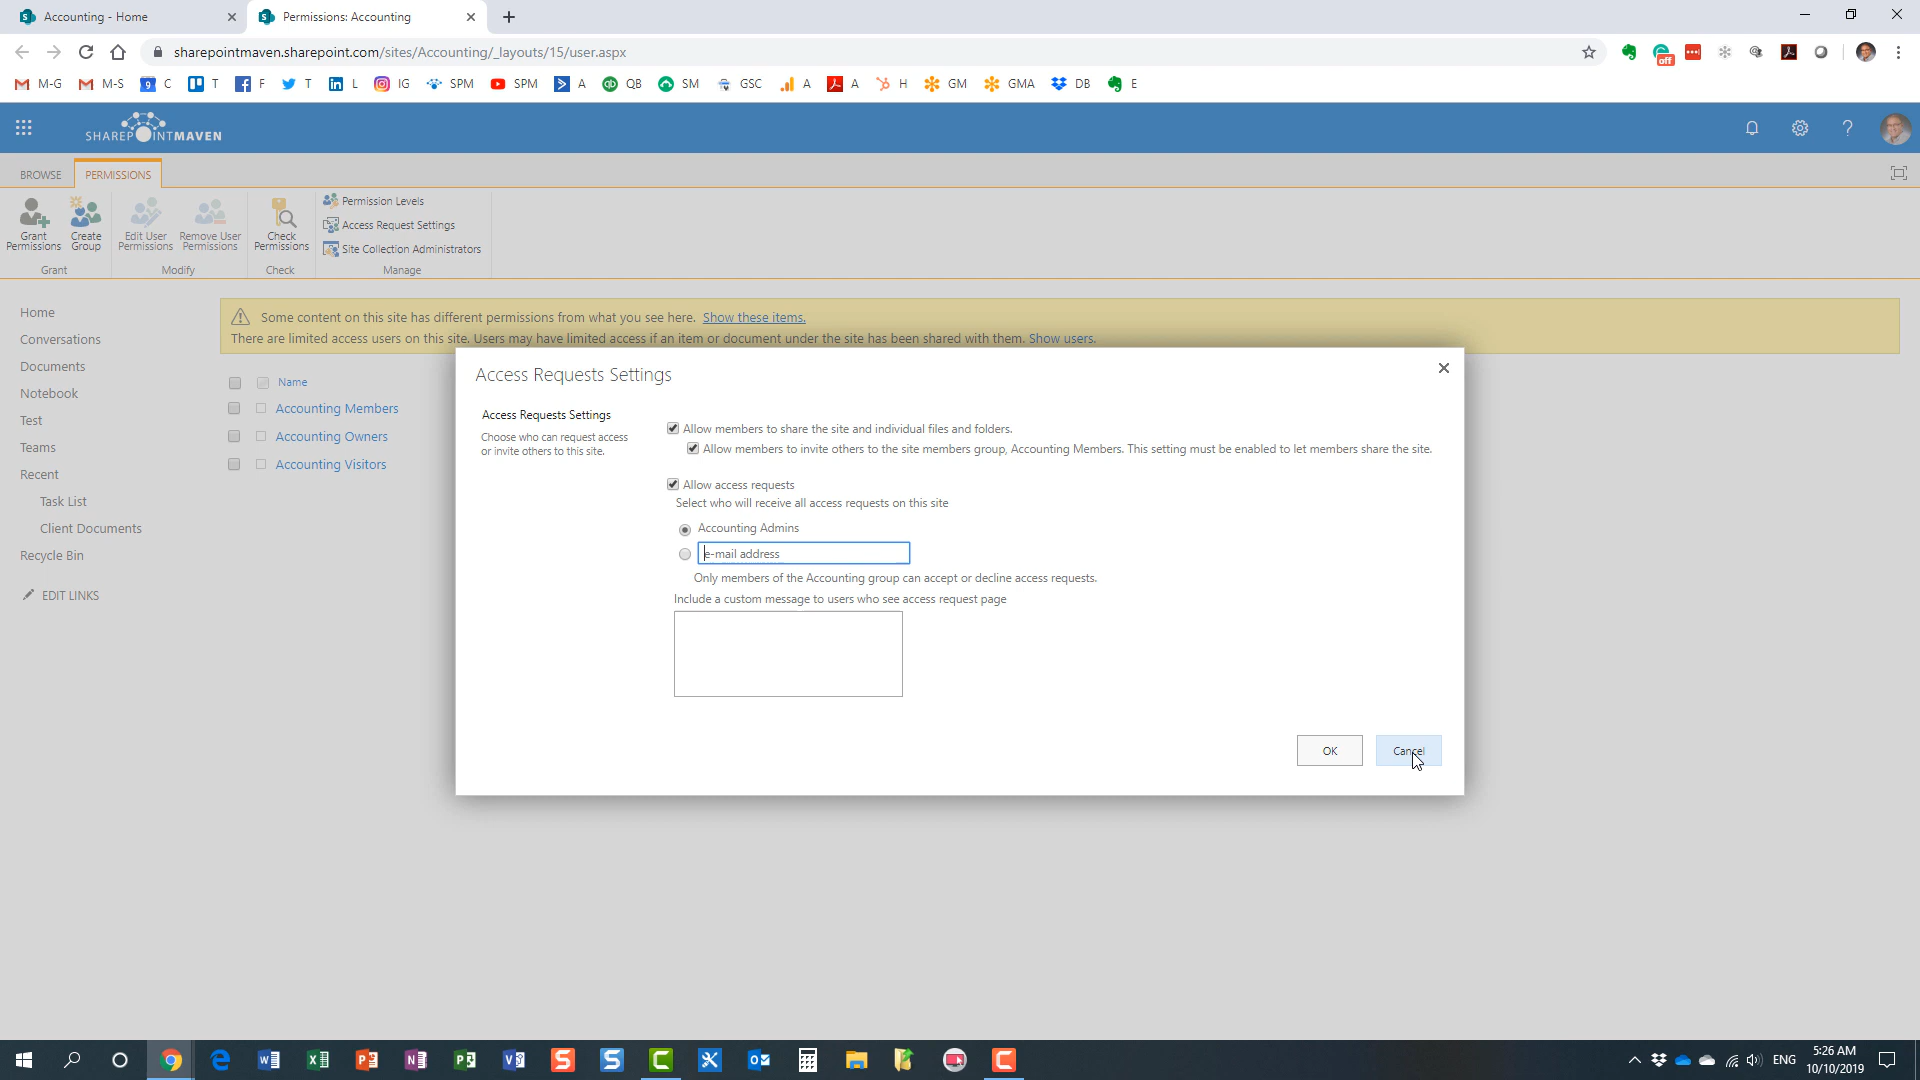 Accounting - Home
Permissions: Accounting
sharepointmaven.sharepoint.com/sites/Accounting/_layouts/15/user.aspx
off
M-G M-S 9 C T F T L IG SPM SPM A QB SM GSC A A H GM GMA DB E
SHAREPOINTMAVEN
?
BROWSE PERMISSIONS
Grant Permissions
Create Group
Edit User Permissions
Remove User Permissions
Check Permissions
Permission Levels
Access Request Settings
Site Collection Administrators
Grant Modify Check Manage
Home
Conversations
Documents
Notebook
Test
Teams
Recent
Task List
Client Documents
Recycle Bin
EDIT LINKS
Some content on this site has different permissions from what you see here. Show these items.
There are limited access users on this site. Users may have limited access if an item or document under the site has been shared with them. Show users.
Name
Accounting Members
Accounting Owners
Accounting Visitors
Access Requests Settings
Access Requests Settings
Choose who can request access
or invite others to this site.
Allow members to share the site and individual files and folders.
Allow members to invite others to the site members group, Accounting Members. This setting must be enabled to let members share the site.
Allow access requests
Select who will receive all access requests on this site
Accounting Admins
e-mail address
Only members of the Accounting group can accept or decline access requests.
Include a custom message to users who see access request page
OK Cancel
ENG
5:26 AM
10/10/2019